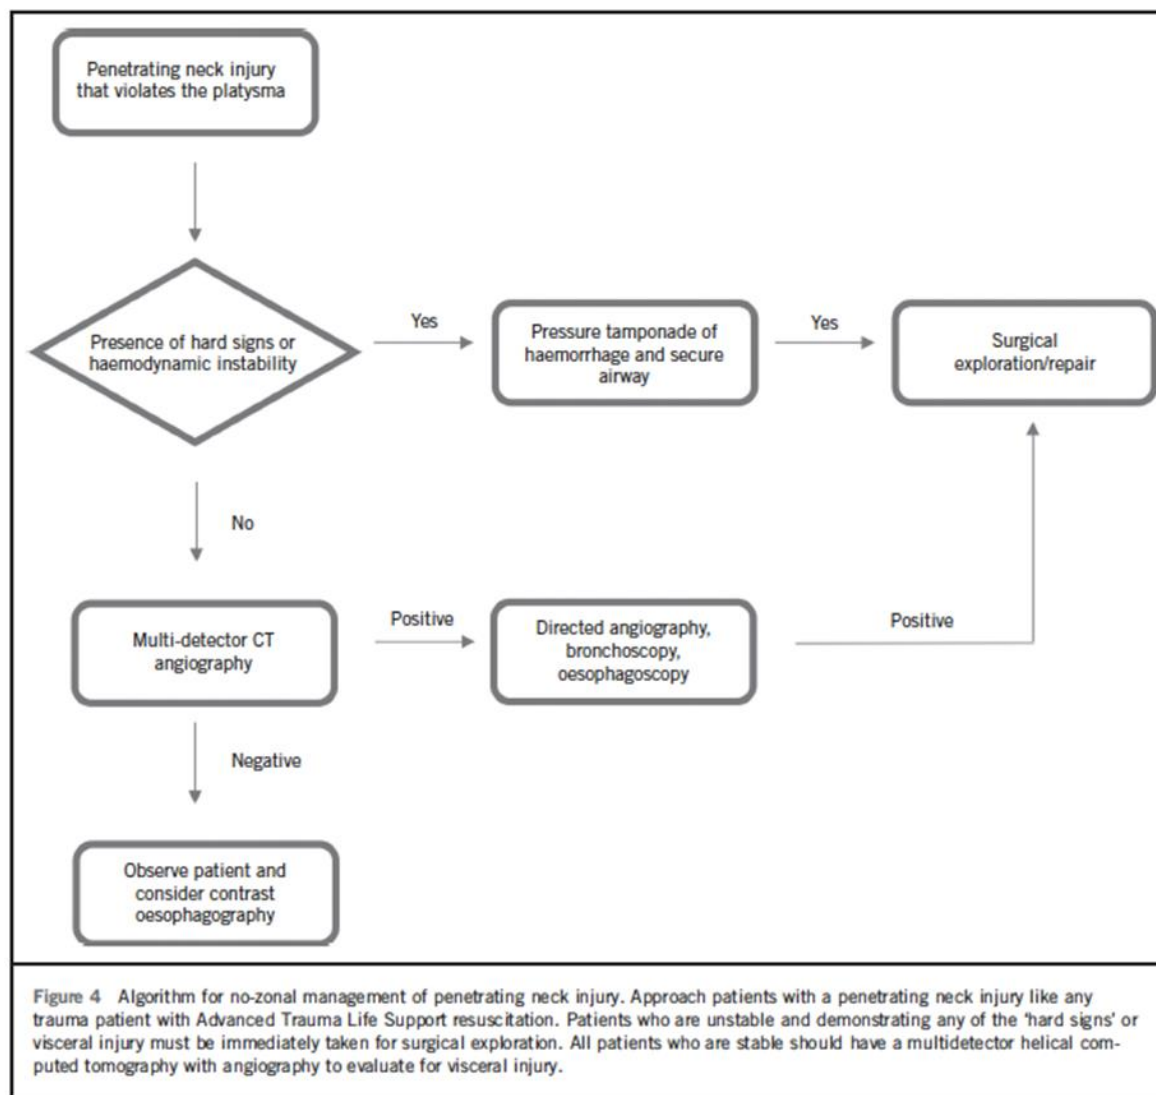 Penetrating neck injury
that violates the platysma
Presence of hard signs or
haemodynamic instability
Yes
Pressure tamponade of
haemorrhage and secure
airway
Yes
Surgical
exploration/repair
No
Multi-detector CT
angiography
Positive
Directed angiography,
bronchoscopy,
oesophagoscopy
Positive
Negative
Observe patient and
consider contrast
oesophagography
Figure 4 Algorithm for no-zonal management of penetrating neck injury. Approach patients with a penetrating neck injury like any
trauma patient with Advanced Trauma Life Support resuscitation. Patients who are unstable and demonstrating any of the ‘hard signs’ or
visceral injury must be immediately taken for surgical exploration. All patients who are stable should have a multidetector helical com-
puted tomography with angiography to evaluate for visceral injury.